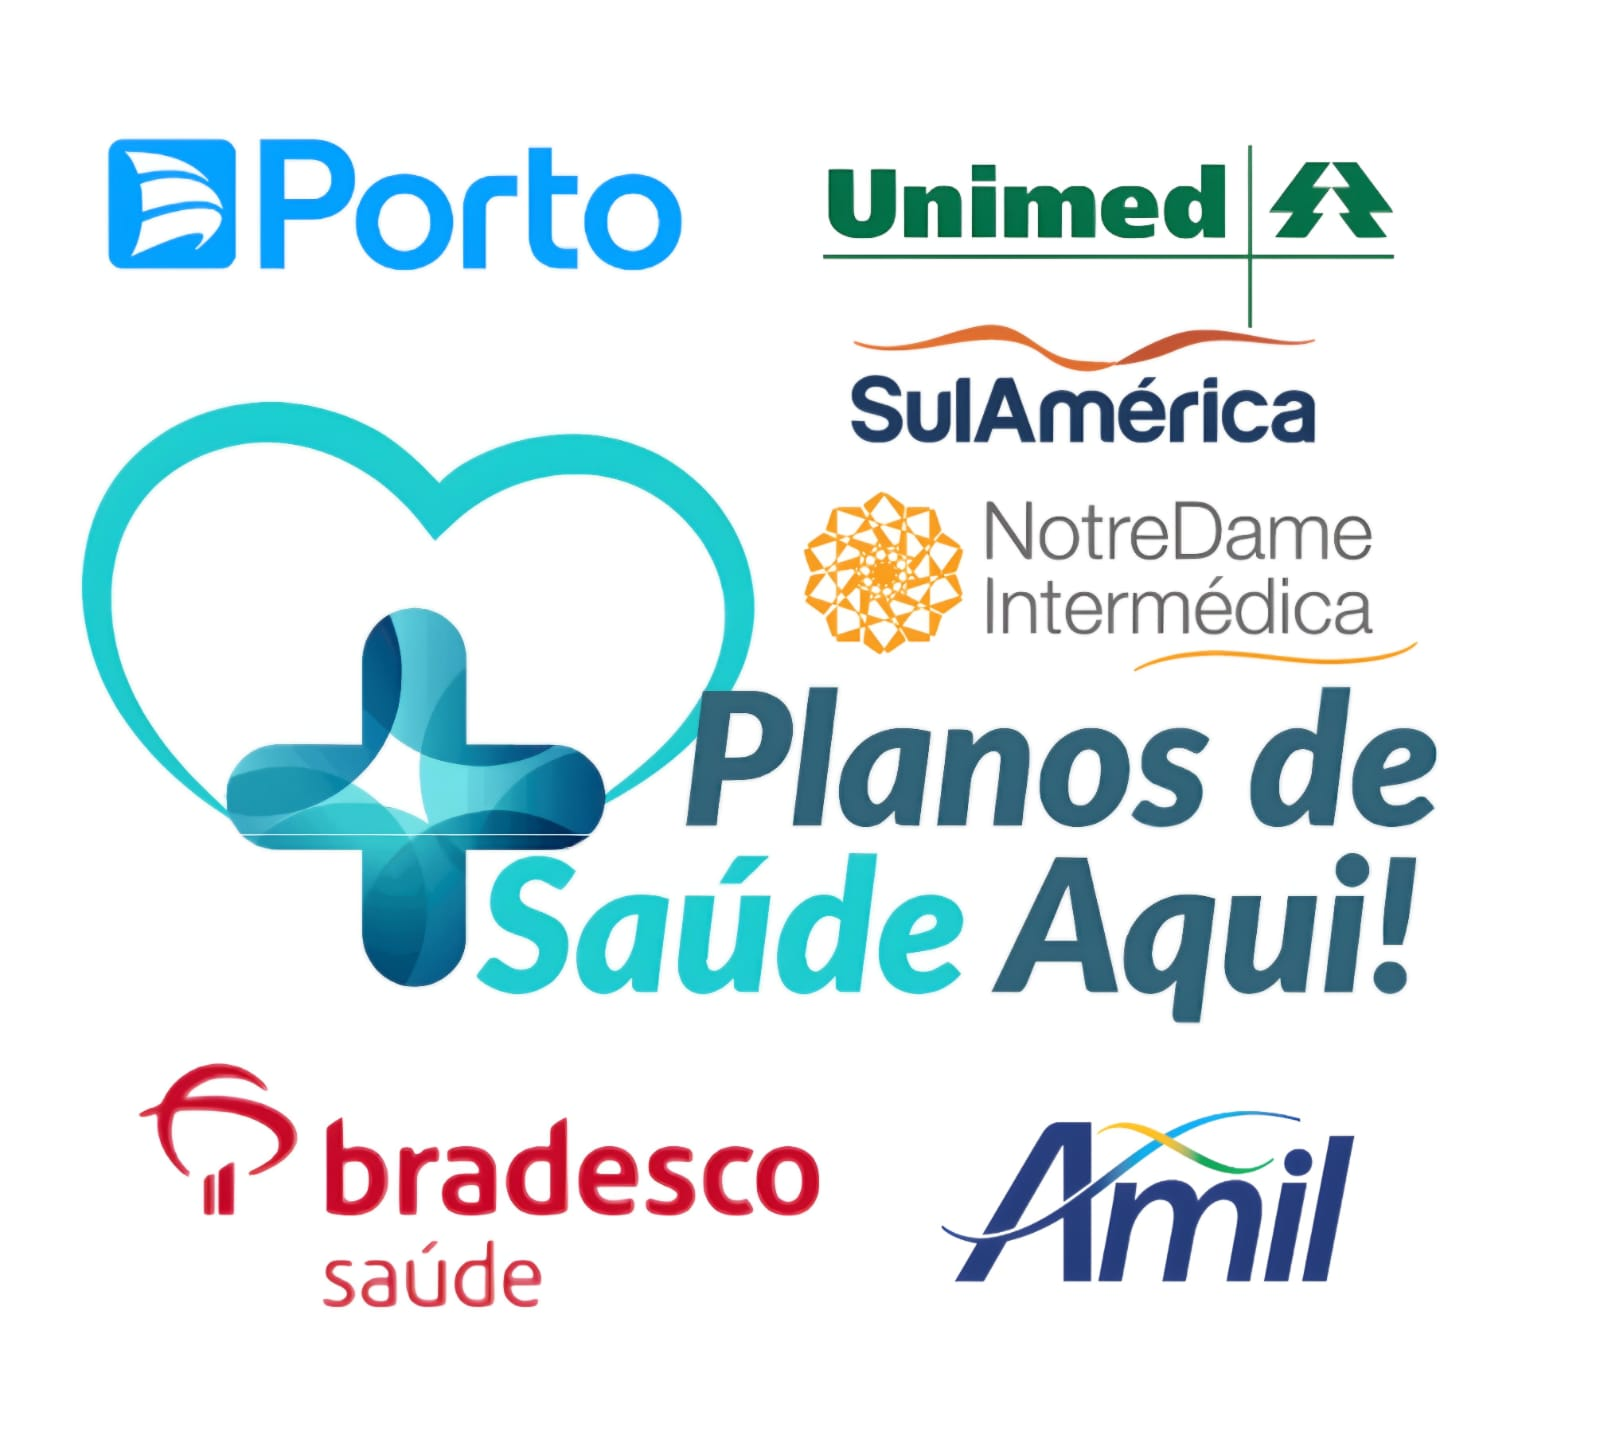 Porto
Unimed
SulAmérica
NotreDame
Intermédica
Planos de
Saúde Aqui!
bradesco
saúde
Amil